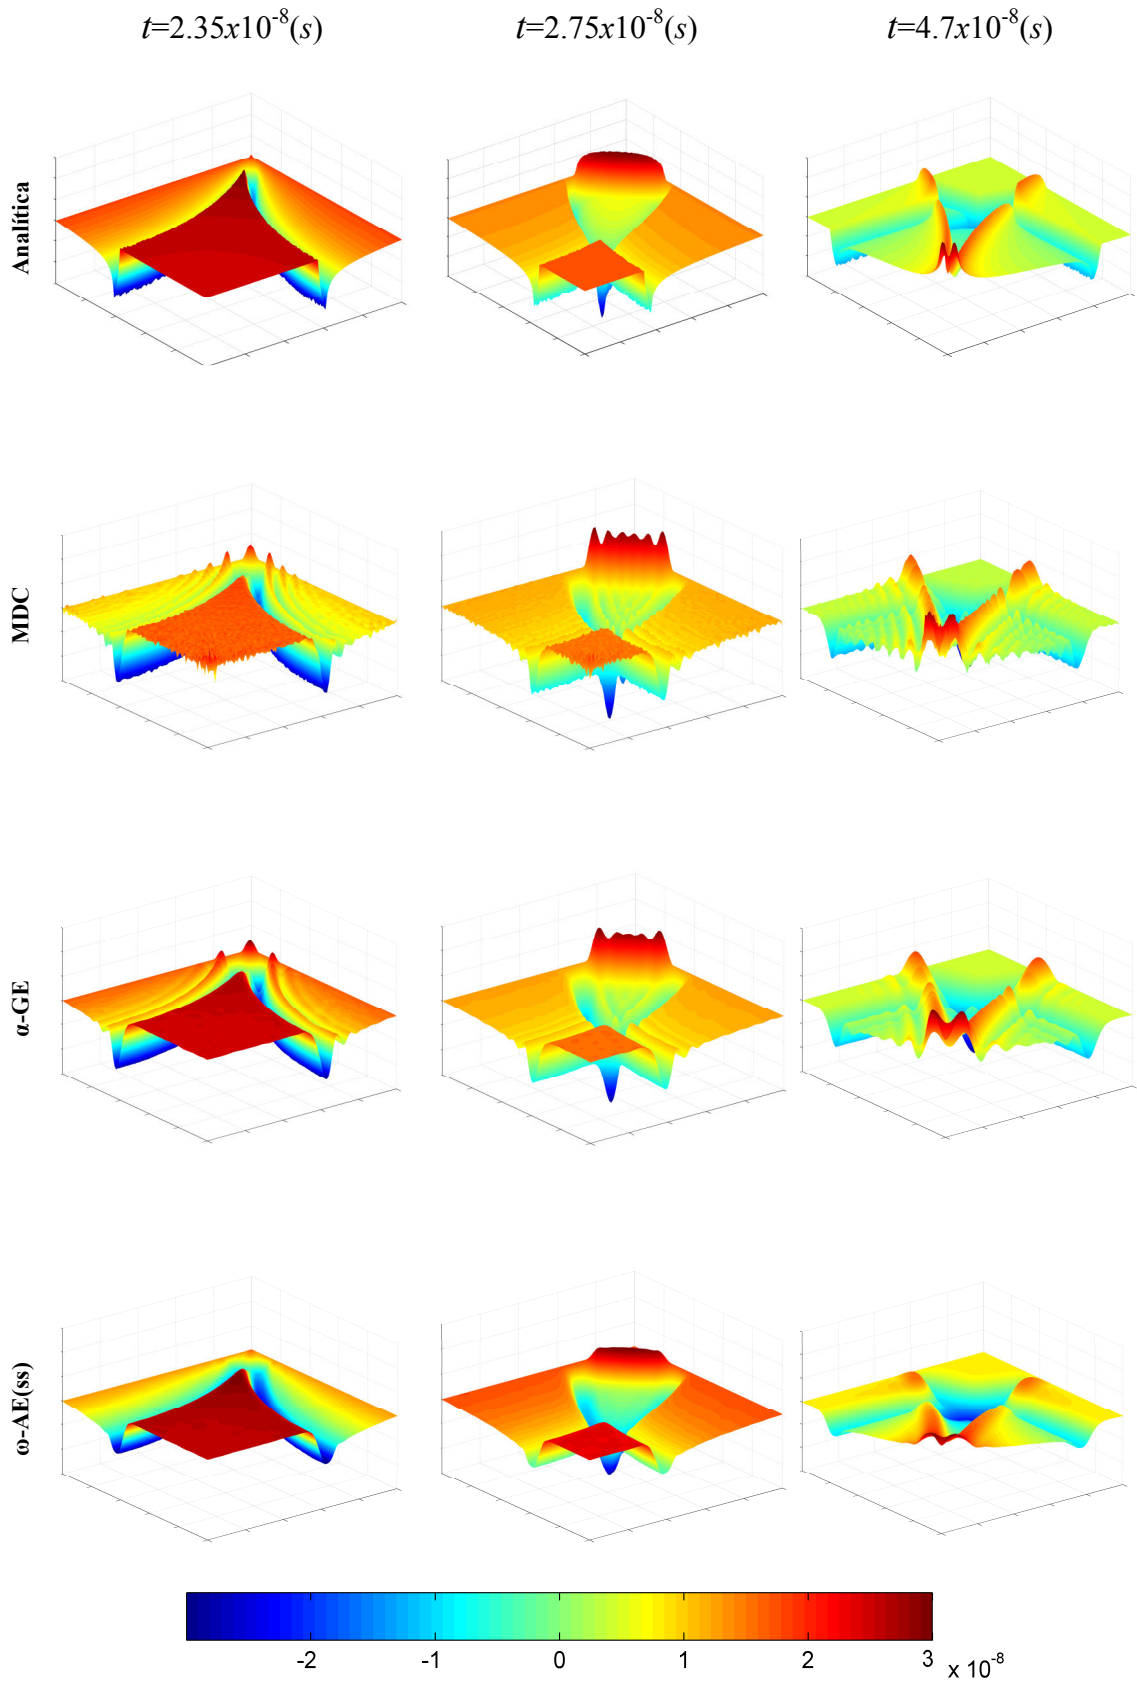 t=2.35x10⁻⁸(s) t=2.75x10⁻⁸(s) t=4.7x10⁻⁸(s)
Analítica
MDC
α-GE
ω-AE(ss)
-2 -1 0 1 2 3 x 10⁻⁸